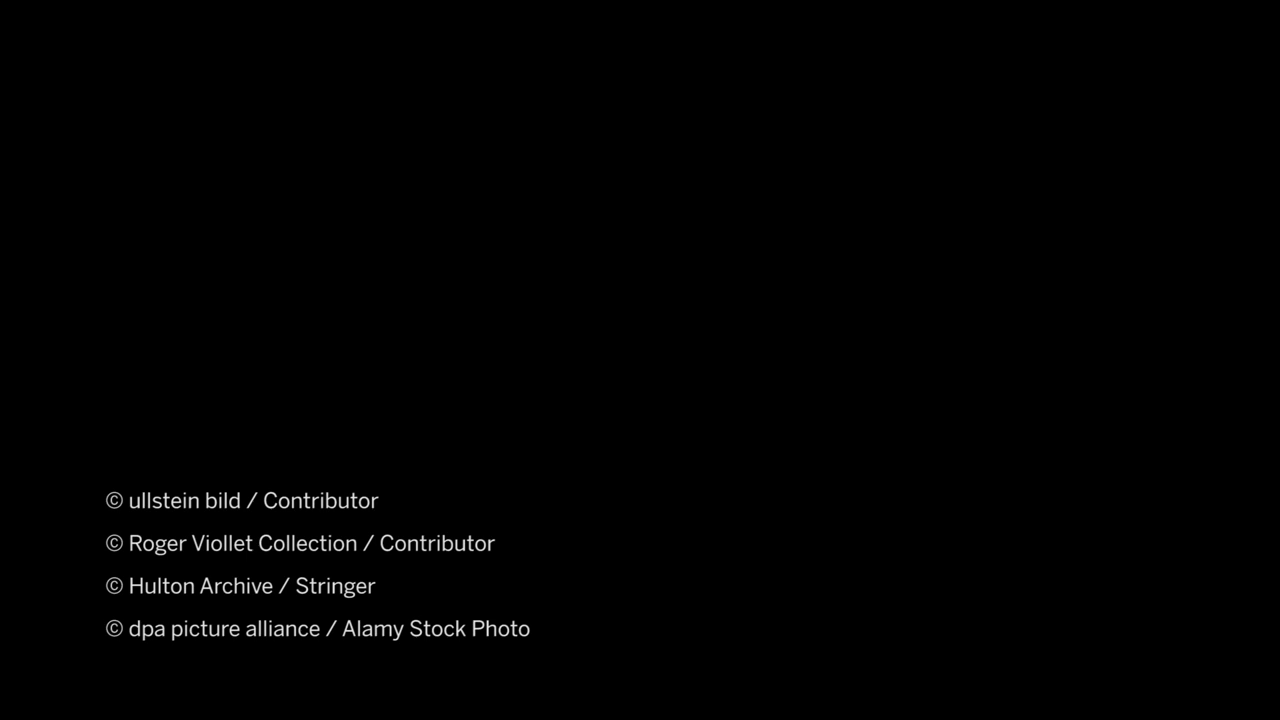 © ullstein bild / Contributor
© Roger Viollet Collection / Contributor
© Hulton Archive / Stringer
© dpa picture alliance / Alamy Stock Photo